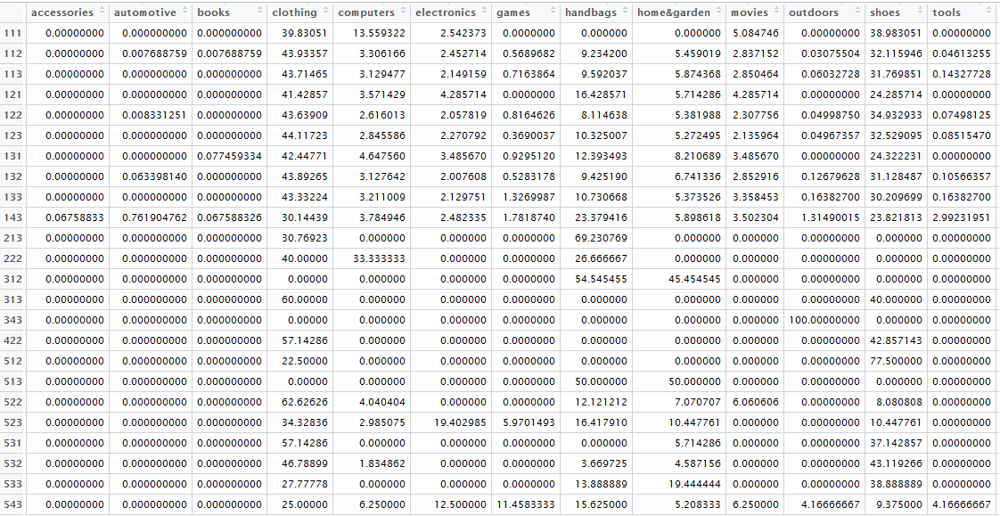 accessories automotive books clothing computers electronics games handbags home&garden movies outdoors shoes tools
111 0.00000000 0.000000000 0.000000000 39.83051 13.559322 2.542373 0.0000000 0.000000 0.000000 5.084746 0.00000000 38.983051 0.00000000
112 0.00000000 0.007688759 0.007688759 43.93357 3.306166 2.452714 0.5689682 9.234200 5.459019 2.837152 0.03075504 32.115946 0.04613255
113 0.00000000 0.000000000 0.000000000 43.71465 3.129477 2.149159 0.7163864 9.592037 5.874368 2.850464 0.06032728 31.769851 0.14327728
121 0.00000000 0.000000000 0.000000000 41.42857 3.571429 4.285714 0.0000000 16.428571 5.714286 4.285714 0.00000000 24.285714 0.00000000
122 0.00000000 0.008331251 0.000000000 43.63909 2.616013 2.057819 0.8164626 8.114638 5.381988 2.307756 0.04998750 34.932933 0.07498125
123 0.00000000 0.000000000 0.000000000 44.11723 2.845586 2.270792 0.3690037 10.325007 5.272495 2.135964 0.04967357 32.529095 0.08515470
131 0.00000000 0.000000000 0.077459334 42.44771 4.647560 3.485670 0.9295120 12.393493 8.210689 3.485670 0.00000000 24.322231 0.00000000
132 0.00000000 0.063398140 0.000000000 43.89265 3.127642 2.007608 0.5283178 9.425190 6.741336 2.852916 0.12679628 31.128487 0.10566357
133 0.00000000 0.000000000 0.000000000 43.33224 3.211009 2.129751 1.3269987 10.730668 5.373526 3.358453 0.16382700 30.209699 0.16382700
143 0.06758833 0.761904762 0.067588326 30.14439 3.784946 2.482335 1.7818740 23.379416 5.898618 3.502304 1.31490015 23.821813 2.99231951
213 0.00000000 0.000000000 0.000000000 30.76923 0.000000 0.000000 0.0000000 69.230769 0.000000 0.000000 0.00000000 0.000000 0.00000000
222 0.00000000 0.000000000 0.000000000 40.00000 33.333333 0.000000 0.0000000 26.666667 0.000000 0.000000 0.00000000 0.000000 0.00000000
312 0.00000000 0.000000000 0.000000000 0.00000 0.000000 0.000000 0.0000000 54.545455 45.454545 0.000000 0.00000000 0.000000 0.00000000
313 0.00000000 0.000000000 0.000000000 60.00000 0.000000 0.000000 0.0000000 0.000000 0.000000 0.000000 0.00000000 40.000000 0.00000000
343 0.00000000 0.000000000 0.000000000 0.00000 0.000000 0.000000 0.0000000 0.000000 0.000000 0.000000 100.00000000 0.000000 0.00000000
422 0.00000000 0.000000000 0.000000000 57.14286 0.000000 0.000000 0.0000000 0.000000 0.000000 0.000000 0.00000000 42.857143 0.00000000
512 0.00000000 0.000000000 0.000000000 22.50000 0.000000 0.000000 0.0000000 0.000000 0.000000 0.000000 0.00000000 77.500000 0.00000000
513 0.00000000 0.000000000 0.000000000 0.00000 0.000000 0.000000 0.0000000 50.000000 50.000000 0.000000 0.00000000 0.000000 0.00000000
522 0.00000000 0.000000000 0.000000000 62.62626 4.040404 0.000000 0.0000000 12.121212 7.070707 6.060606 0.00000000 8.080808 0.00000000
523 0.00000000 0.000000000 0.000000000 34.32836 2.985075 19.402985 5.9701493 16.417910 10.447761 0.000000 0.00000000 10.447761 0.00000000
531 0.00000000 0.000000000 0.000000000 57.14286 0.000000 0.000000 0.0000000 0.000000 5.714286 0.000000 0.00000000 37.142857 0.00000000
532 0.00000000 0.000000000 0.000000000 46.78899 1.834862 0.000000 0.0000000 3.669725 4.587156 0.000000 0.00000000 43.119266 0.00000000
533 0.00000000 0.000000000 0.000000000 27.77778 0.000000 0.000000 0.0000000 13.888889 19.444444 0.000000 0.00000000 38.888889 0.00000000
543 0.00000000 0.000000000 0.000000000 25.00000 6.250000 12.500000 11.4583333 15.625000 5.208333 6.250000 4.16666667 9.375000 4.16666667